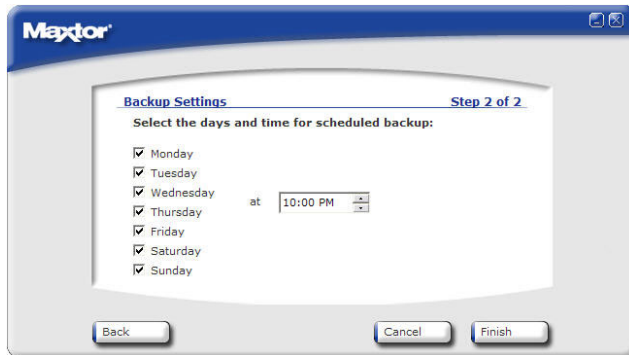 Maxtor
Backup Settings Step 2 of 2
Select the days and time for scheduled backup:
Monday
Tuesday
Wednesday
at 10:00 PM
Thursday
Friday
Saturday
Sunday
Back Cancel Finish